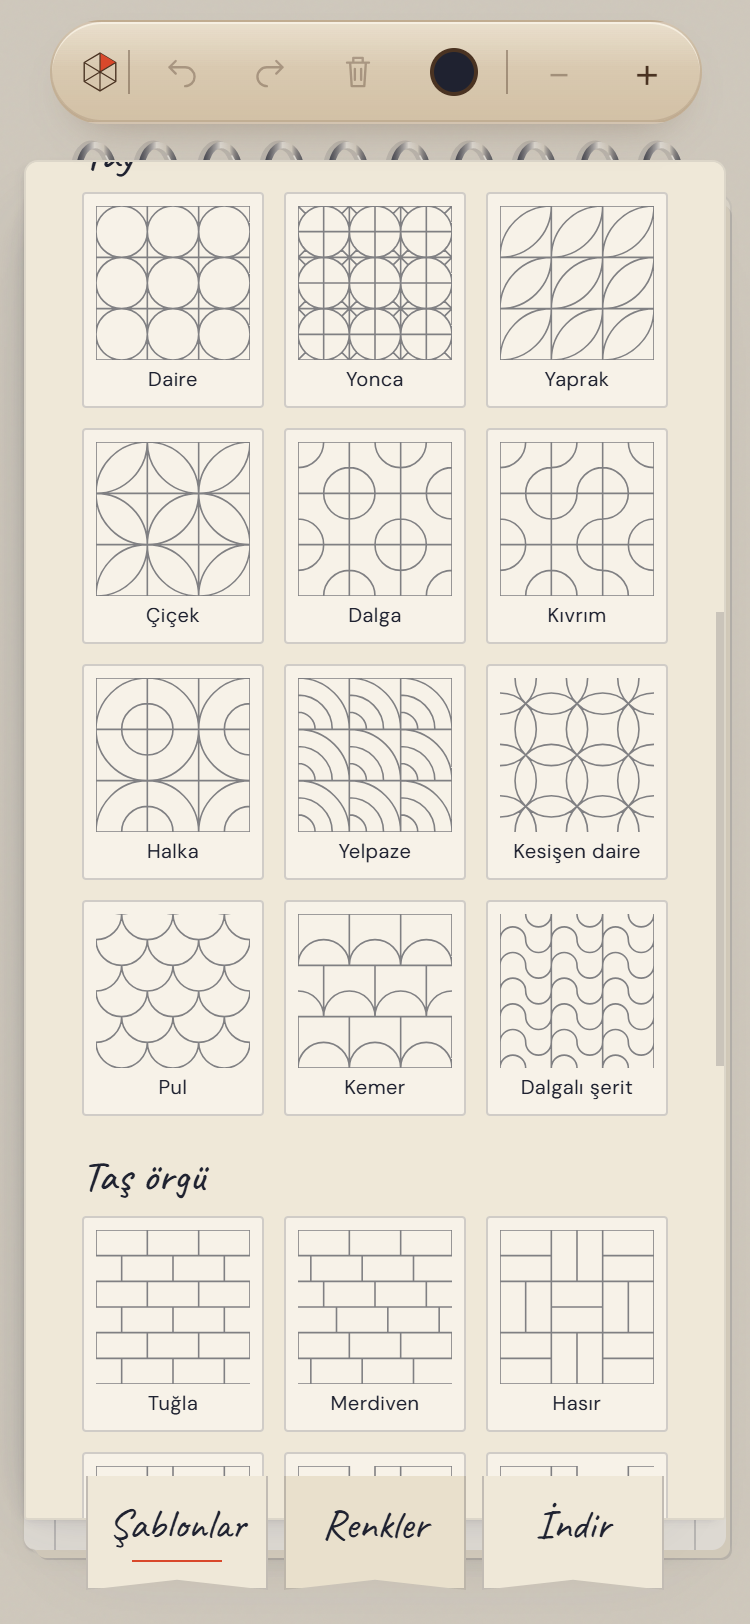 Daire
Yonca
Yaprak
Çiçek
Dalga
Kıvrım
Halka
Yelpaze
Kesişen daire
Pul
Kemer
Dalgalı şerit
Taş örgü
Tuğla
Merdiven
Hasır
Şablonlar
Renkler
İndir